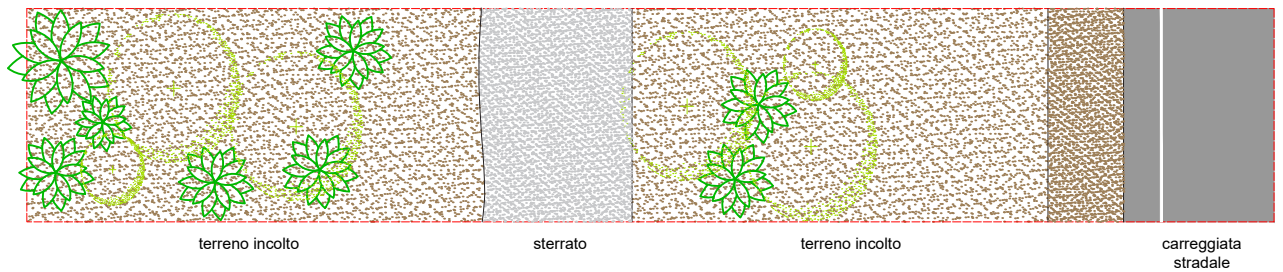 terreno incolto
sterrato
terreno incolto
carreggiata
stradale